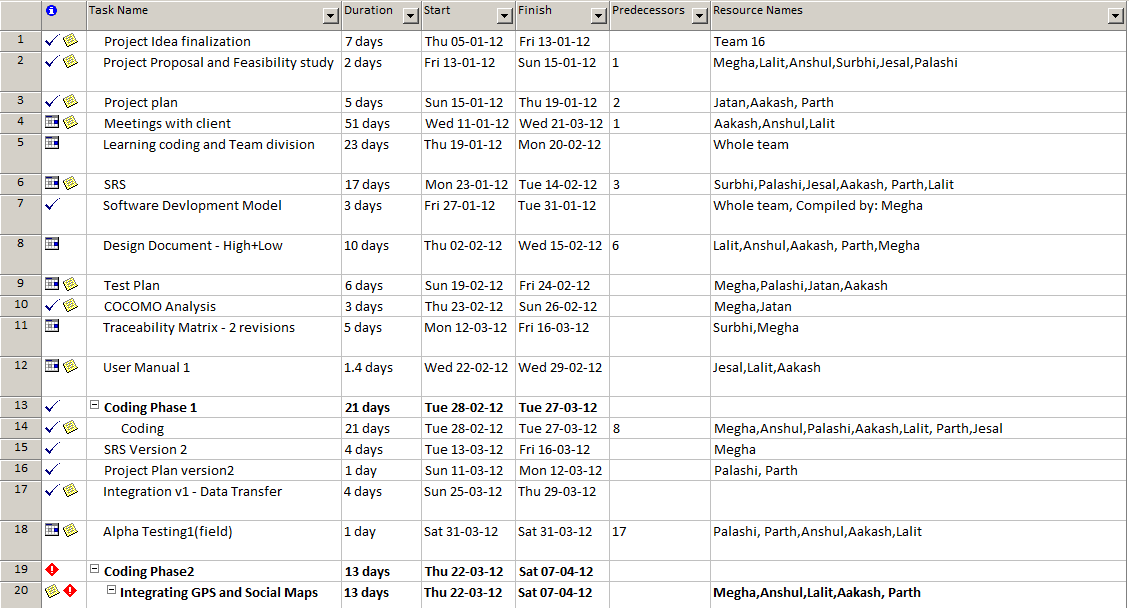 Task Name Duration Start Finish Predecessors Resource Names
1 Project Idea finalization 7 days Thu 05-01-12 Fri 13-01-12 Team 16
2 Project Proposal and Feasibility study 2 days Fri 13-01-12 Sun 15-01-12 1 Megha,Lalit,Anshul,Surbhi,Jesal,Palashi
3 Project plan 5 days Sun 15-01-12 Thu 19-01-12 2 Jatan,Aakash, Parth
4 Meetings with client 51 days Wed 11-01-12 Wed 21-03-12 1 Aakash,Anshul,Lalit
5 Learning coding and Team division 23 days Thu 19-01-12 Mon 20-02-12 Whole team
6 SRS 17 days Mon 23-01-12 Tue 14-02-12 3 Surbhi,Palashi,Jesal,Aakash, Parth,Lalit
7 Software Devlopment Model 3 days Fri 27-01-12 Tue 31-01-12 Whole team, Compiled by: Megha
8 Design Document - High+Low 10 days Thu 02-02-12 Wed 15-02-12 6 Lalit,Anshul,Aakash, Parth,Megha
9 Test Plan 6 days Sun 19-02-12 Fri 24-02-12 Megha,Palashi,Jatan,Aakash
10 COCOMO Analysis 3 days Thu 23-02-12 Sun 26-02-12 Megha,Jatan
11 Traceability Matrix - 2 revisions 5 days Mon 12-03-12 Fri 16-03-12 Surbhi,Megha
12 User Manual 1 1.4 days Wed 22-02-12 Wed 29-02-12 Jesal,Lalit,Aakash
13 Coding Phase 1 21 days Tue 28-02-12 Tue 27-03-12
14 Coding 21 days Tue 28-02-12 Tue 27-03-12 8 Megha,Anshul,Palashi,Aakash,Lalit, Parth,Jesal
15 SRS Version 2 4 days Tue 13-03-12 Fri 16-03-12 Megha
16 Project Plan version2 1 day Sun 11-03-12 Mon 12-03-12 Palashi, Parth
17 Integration v1 - Data Transfer 4 days Sun 25-03-12 Thu 29-03-12
18 Alpha Testing1(field) 1 day Sat 31-03-12 Sat 31-03-12 17 Palashi, Parth,Anshul,Aakash,Lalit
19 Coding Phase2 13 days Thu 22-03-12 Sat 07-04-12
20 Integrating GPS and Social Maps 13 days Thu 22-03-12 Sat 07-04-12 Megha,Anshul,Lalit,Aakash, Parth